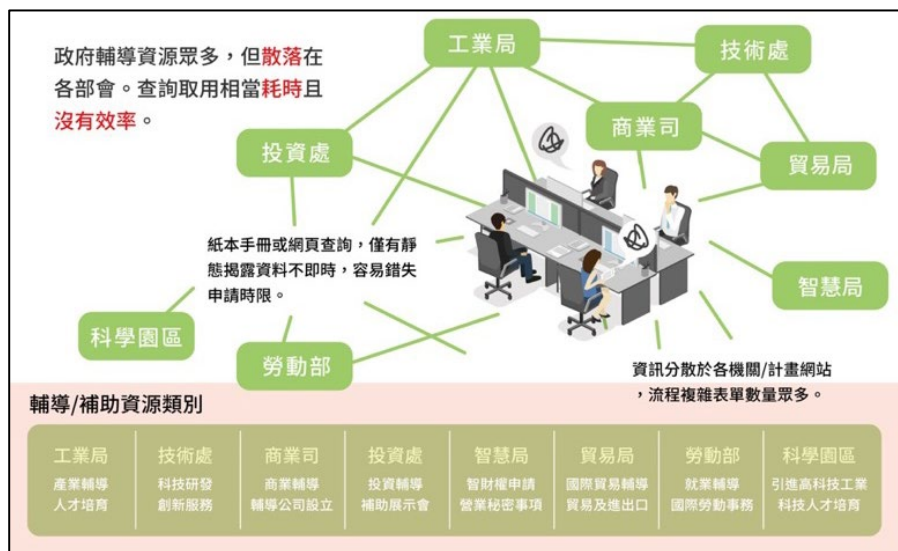 政府輔導資源眾多，但散落在
各部會。查詢取用相當耗時且
沒有效率。
工業局
技術處
商業司
投資處
貿易局
紙本手冊或網頁查詢，僅有靜
態揭露資料不即時，容易錯失
申請時限。
智慧局
科學園區
勞動部
資訊分散於各機關/計畫網站
，流程複雜表單數量眾多。
輔導/補助資源類別
工業局
產業輔導
人才培育
技術處
科技研發
創新服務
商業司
商業輔導
輔導公司設立
投資處
投資輔導
補助展示會
智慧局
智財權申請
營業秘密事項
貿易局
國際貿易輔導
貿易及進出口
勞動部
就業輔導
國際勞動事務
科學園區
引進高科技工業
科技人才培育